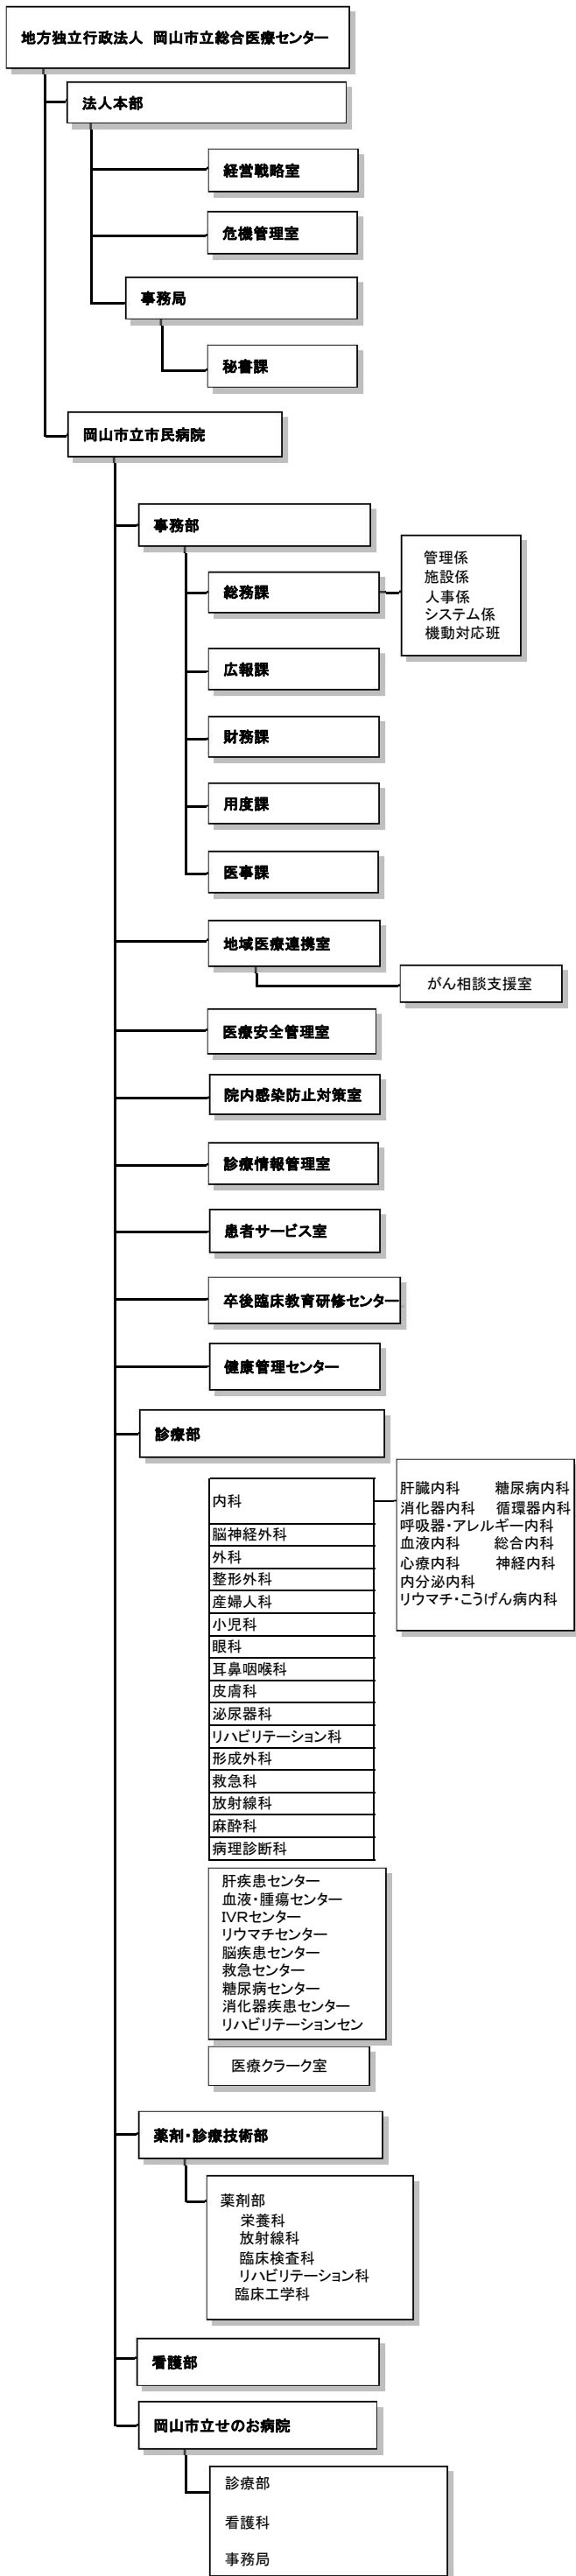 地方独立行政法人 岡山市立総合医療センター
法人本部
経営戦略室
危機管理室
事務局
秘書課
岡山市立市民病院
事務部
総務課
管理係
施設係
人事係
システム係
機動対応班
広報課
財務課
用度課
医事課
地域医療連携室
がん相談支援室
医療安全管理室
院内感染防止対策室
診療情報管理室
患者サービス室
卒後臨床教育研修センター
健康管理センター
診療部
内科
肝臓内科 糖尿病内科
消化器内科 循環器内科
呼吸器・アレルギー内科
血液内科 総合内科
心療内科 神経内科
内分泌内科
リウマチ・こうげん病内科
脳神経外科
外科
整形外科
産婦人科
小児科
眼科
耳鼻咽喉科
皮膚科
泌尿器科
リハビリテーション科
形成外科
救急科
放射線科
麻酔科
病理診断科
肝疾患センター
血液・腫瘍センター
IVRセンター
リウマチセンター
脳疾患センター
救急センター
糖尿病センター
消化器疾患センター
リハビリテーションセン
医療クラーク室
薬剤・診療技術部
薬剤部
栄養科
放射線科
臨床検査科
リハビリテーション科
臨床工学科
看護部
岡山市立せのお病院
診療部
看護科
事務局